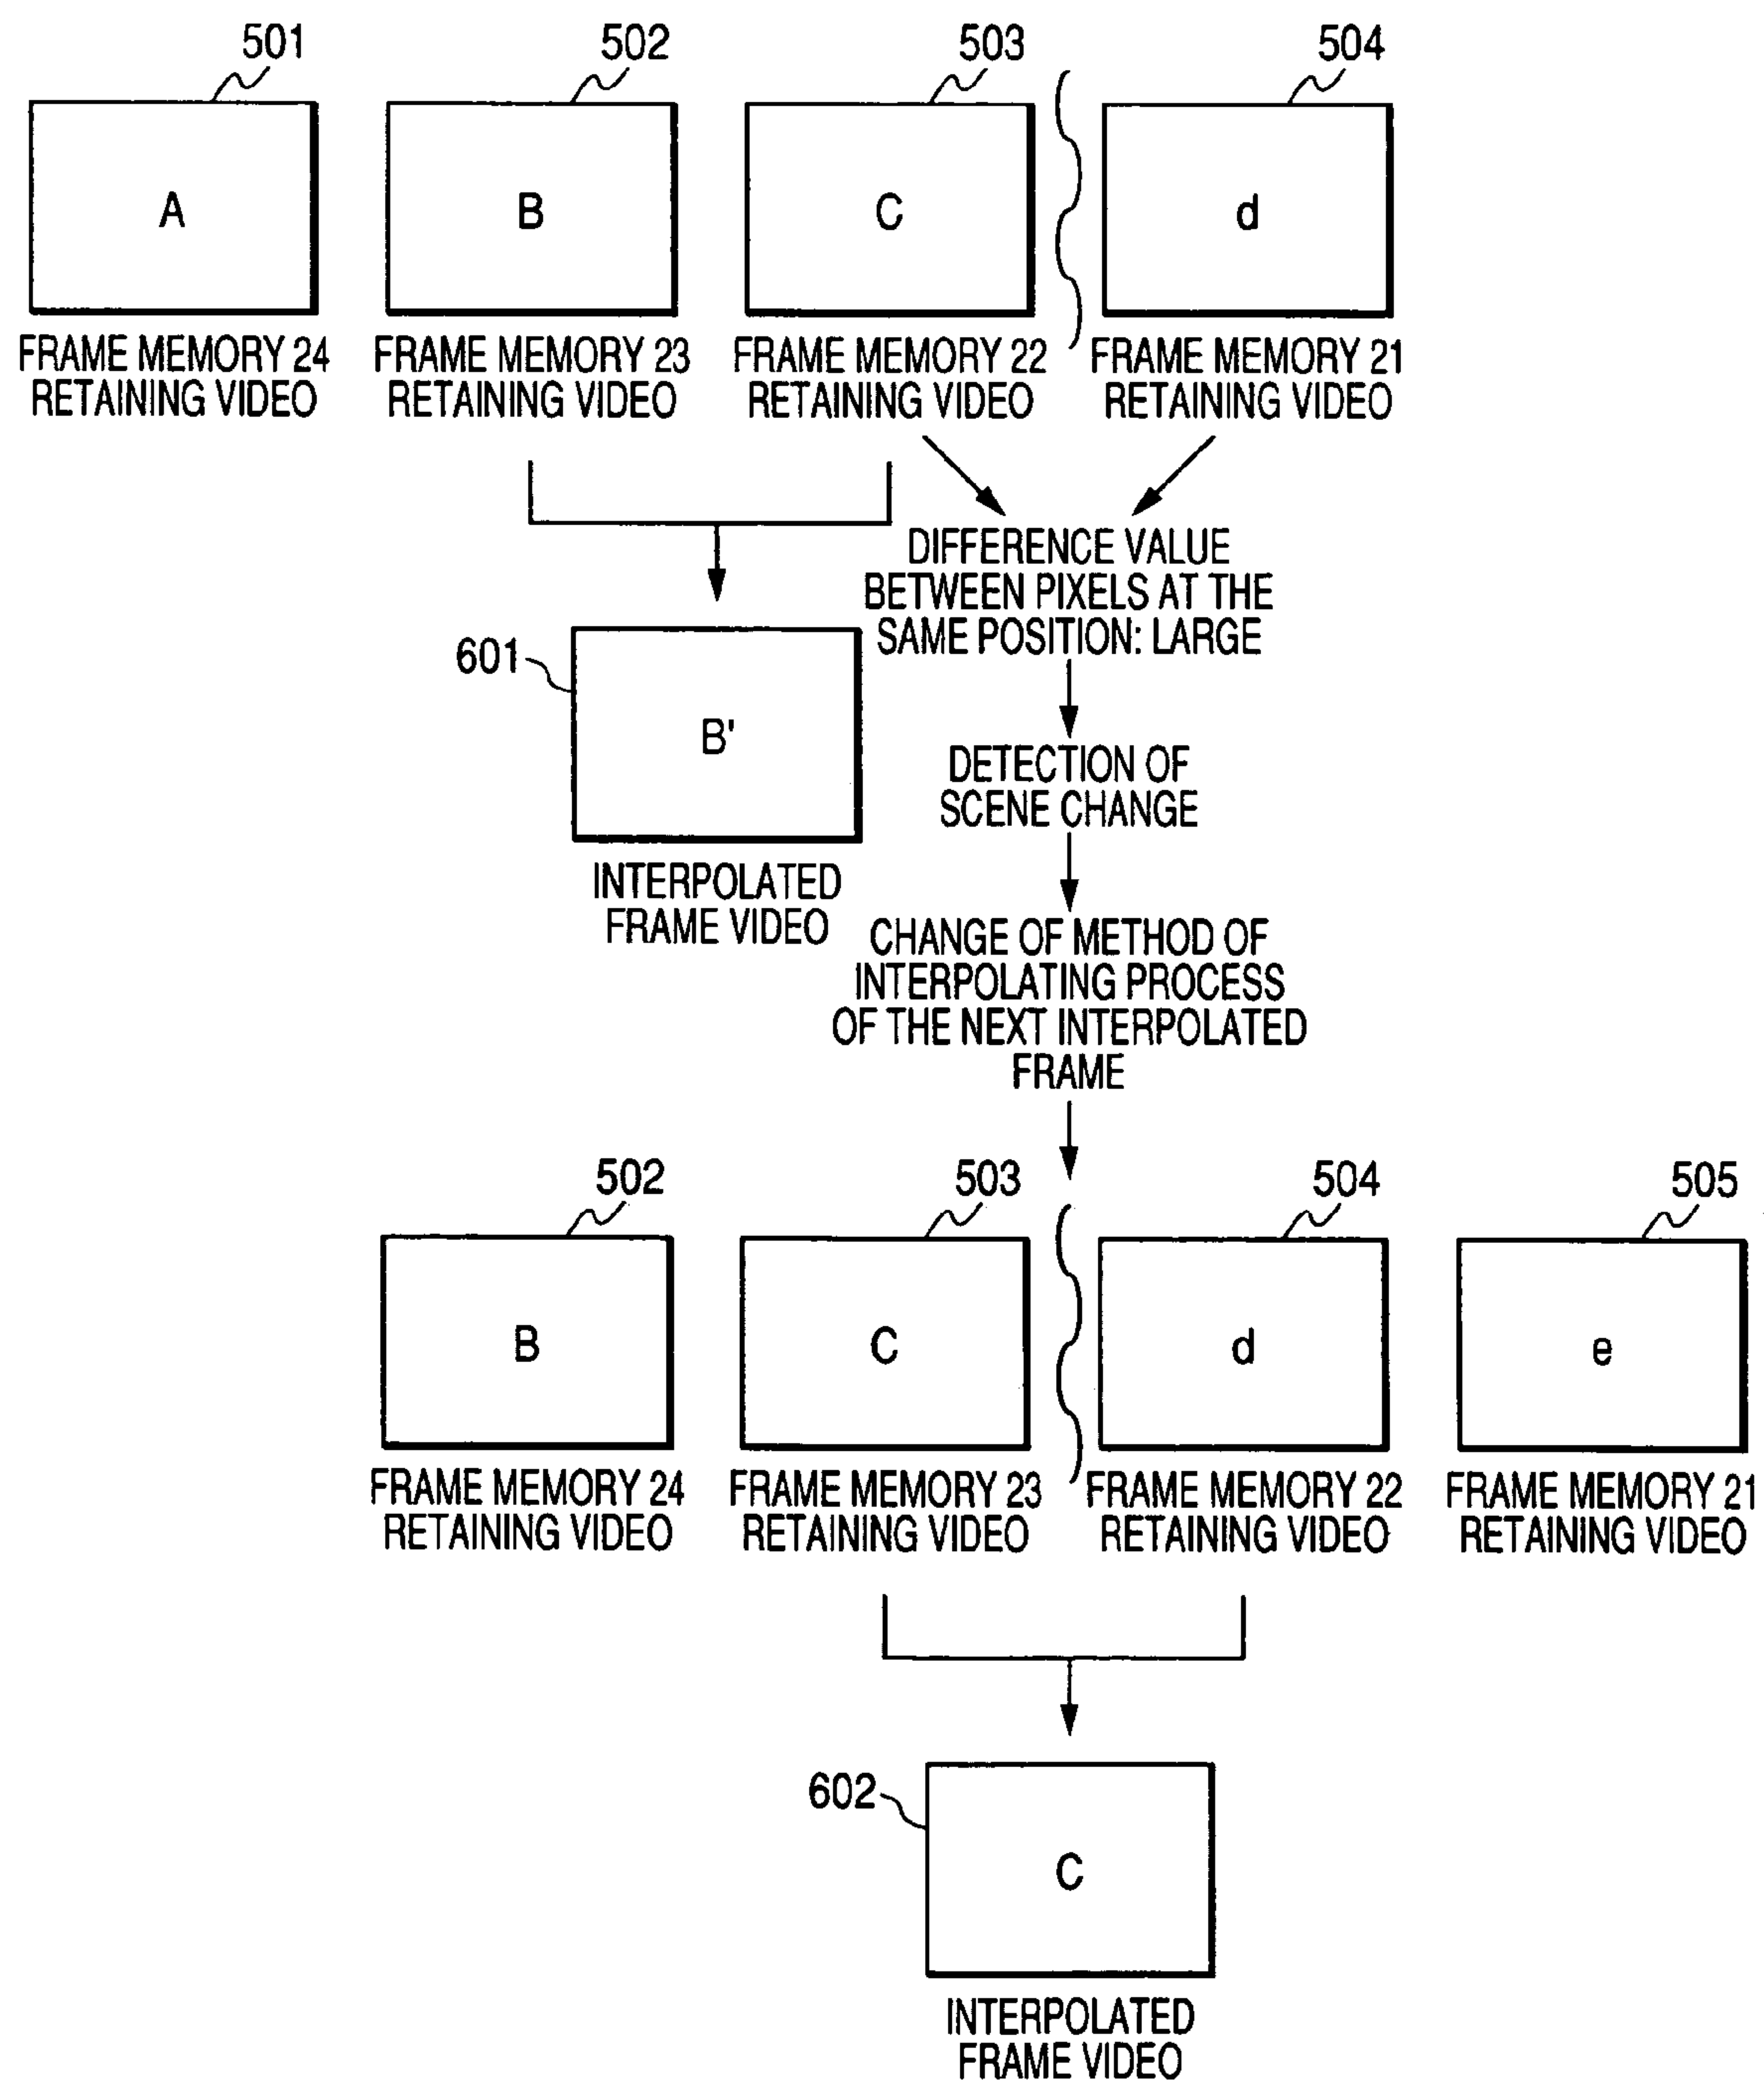 501
502
503
504
A
B
C
d
FRAME MEMORY 24
RETAINING VIDEO
FRAME MEMORY 23
RETAINING VIDEO
FRAME MEMORY 22
RETAINING VIDEO
FRAME MEMORY 21
RETAINING VIDEO
DIFFERENCE VALUE
BETWEEN PIXELS AT THE
SAME POSITION: LARGE
601
B'
INTERPOLATED
FRAME VIDEO
DETECTION OF
SCENE CHANGE
CHANGE OF METHOD OF
INTERPOLATING PROCESS
OF THE NEXT INTERPOLATED
FRAME
502
503
504
505
B
C
d
e
FRAME MEMORY 24
RETAINING VIDEO
FRAME MEMORY 23
RETAINING VIDEO
FRAME MEMORY 22
RETAINING VIDEO
FRAME MEMORY 21
RETAINING VIDEO
602
C
INTERPOLATED
FRAME VIDEO